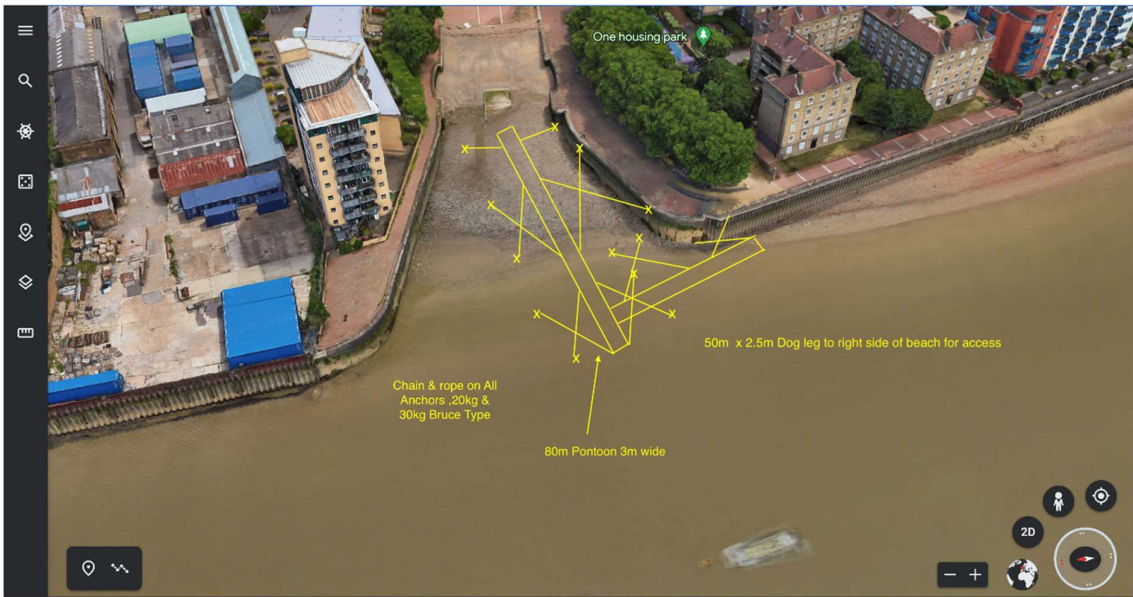 One housing park
50m x 2.5m Dog leg to right side of beach for access
Chain & rope on All
Anchors ,20kg &
30kg Bruce Type
80m Pontoon 3m wide
2D